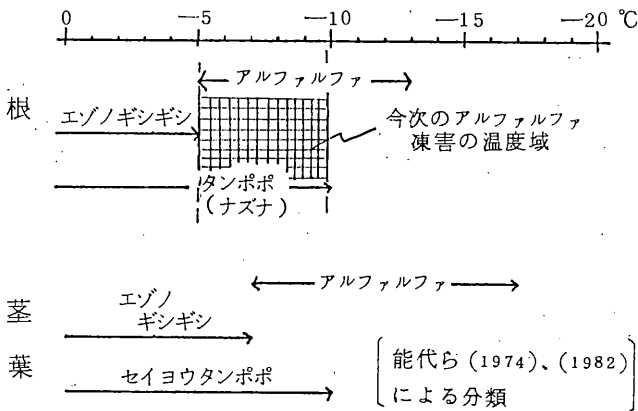 0 —5 —10 —15 ℃
—20
アルファルファ
根
エゾノギシギシ
今次のアルファルファ
凍害の温度域
タンポポ
(ナズナ)
アルファルファ
茎葉
エゾノ
ギシギシ
セイヨウタンポポ
能代ら(1974)、(1982)
による分類